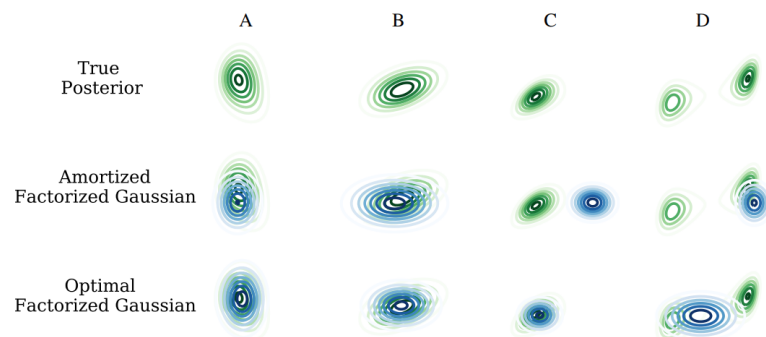 A B C D
True
Posterior
Amortized
Factorized Gaussian
Optimal
Factorized Gaussian